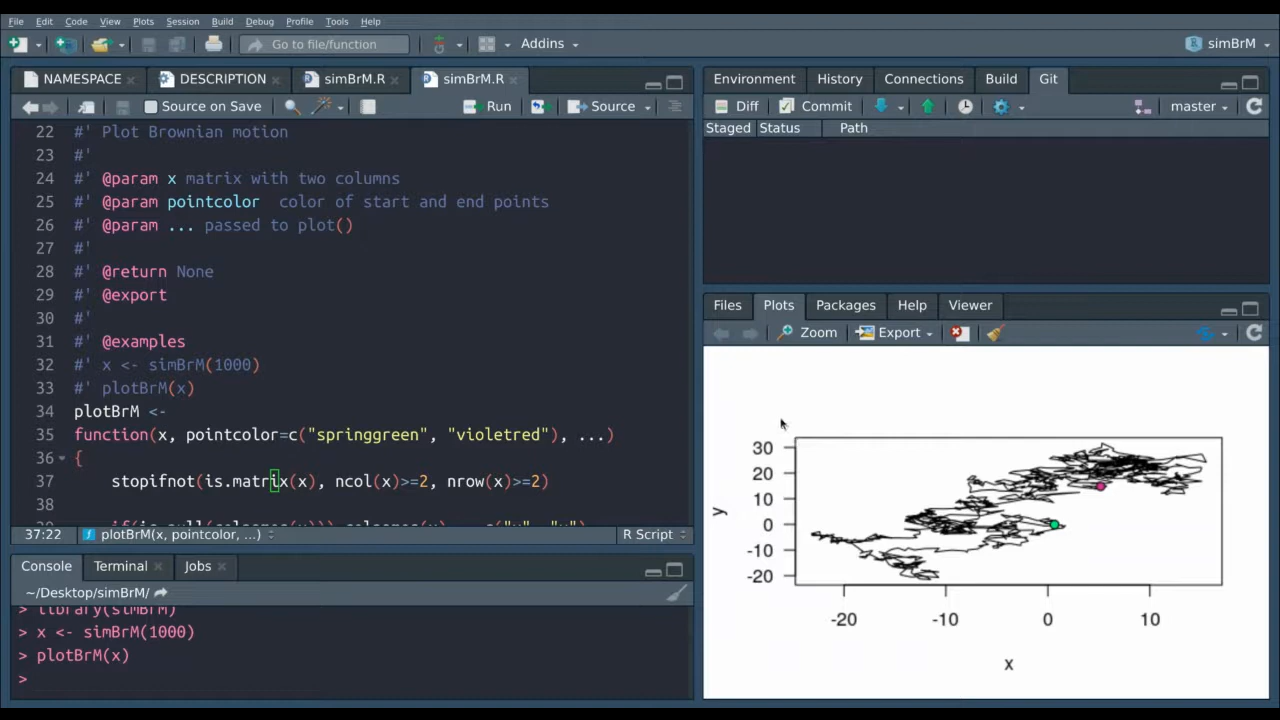 File Edit Code View Plots Session Build Debug Profile Tools Help
Go to file/function Addins simBrM
NAMESPACE DESCRIPTION simBrM.R simBrM.R
Source on Save Run Source
22 #' Plot Brownian motion
23 #'
24 #' @param x matrix with two columns
25 #' @param pointcolor  color of start and end points
26 #' @param ... passed to plot()
27 #'
28 #' @return None
29 #' @export
30 #'
31 #' @examples
32 #' x <- simBrM(1000)
33 #' plotBrM(x)
34 plotBrM <-
35 function(x, pointcolor=c("springgreen", "violetred"), ...)
36 {
37     stopifnot(is.matrix(x), ncol(x)>=2, nrow(x)>=2)
38
37:22 plotBrM(x, pointcolor, ...) R Script
Console Terminal Jobs
~/Desktop/simBrM/
> library(simBrM)
> x <- simBrM(1000)
> plotBrM(x)
>
Environment History Connections Build Git
Diff Commit master
Staged Status Path
Files Plots Packages Help Viewer
Zoom Export
30
20
10
0
-10
-20
y
-20 -10 0 10
x